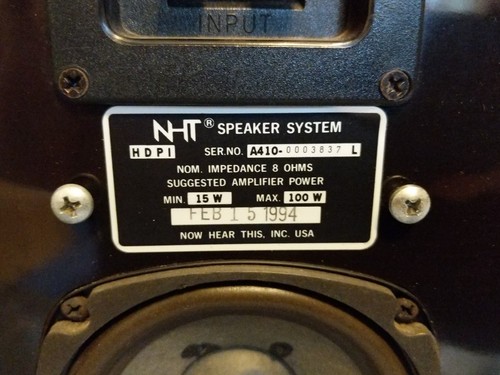 INPUT
NHT® SPEAKER SYSTEM
HDPI SER.NO. A410-0003837 L
NOM. IMPEDANCE 8 OHMS
SUGGESTED AMPLIFIER POWER
MIN. 15 W MAX. 100 W
FEB 15 1994
NOW HEAR THIS, INC. USA